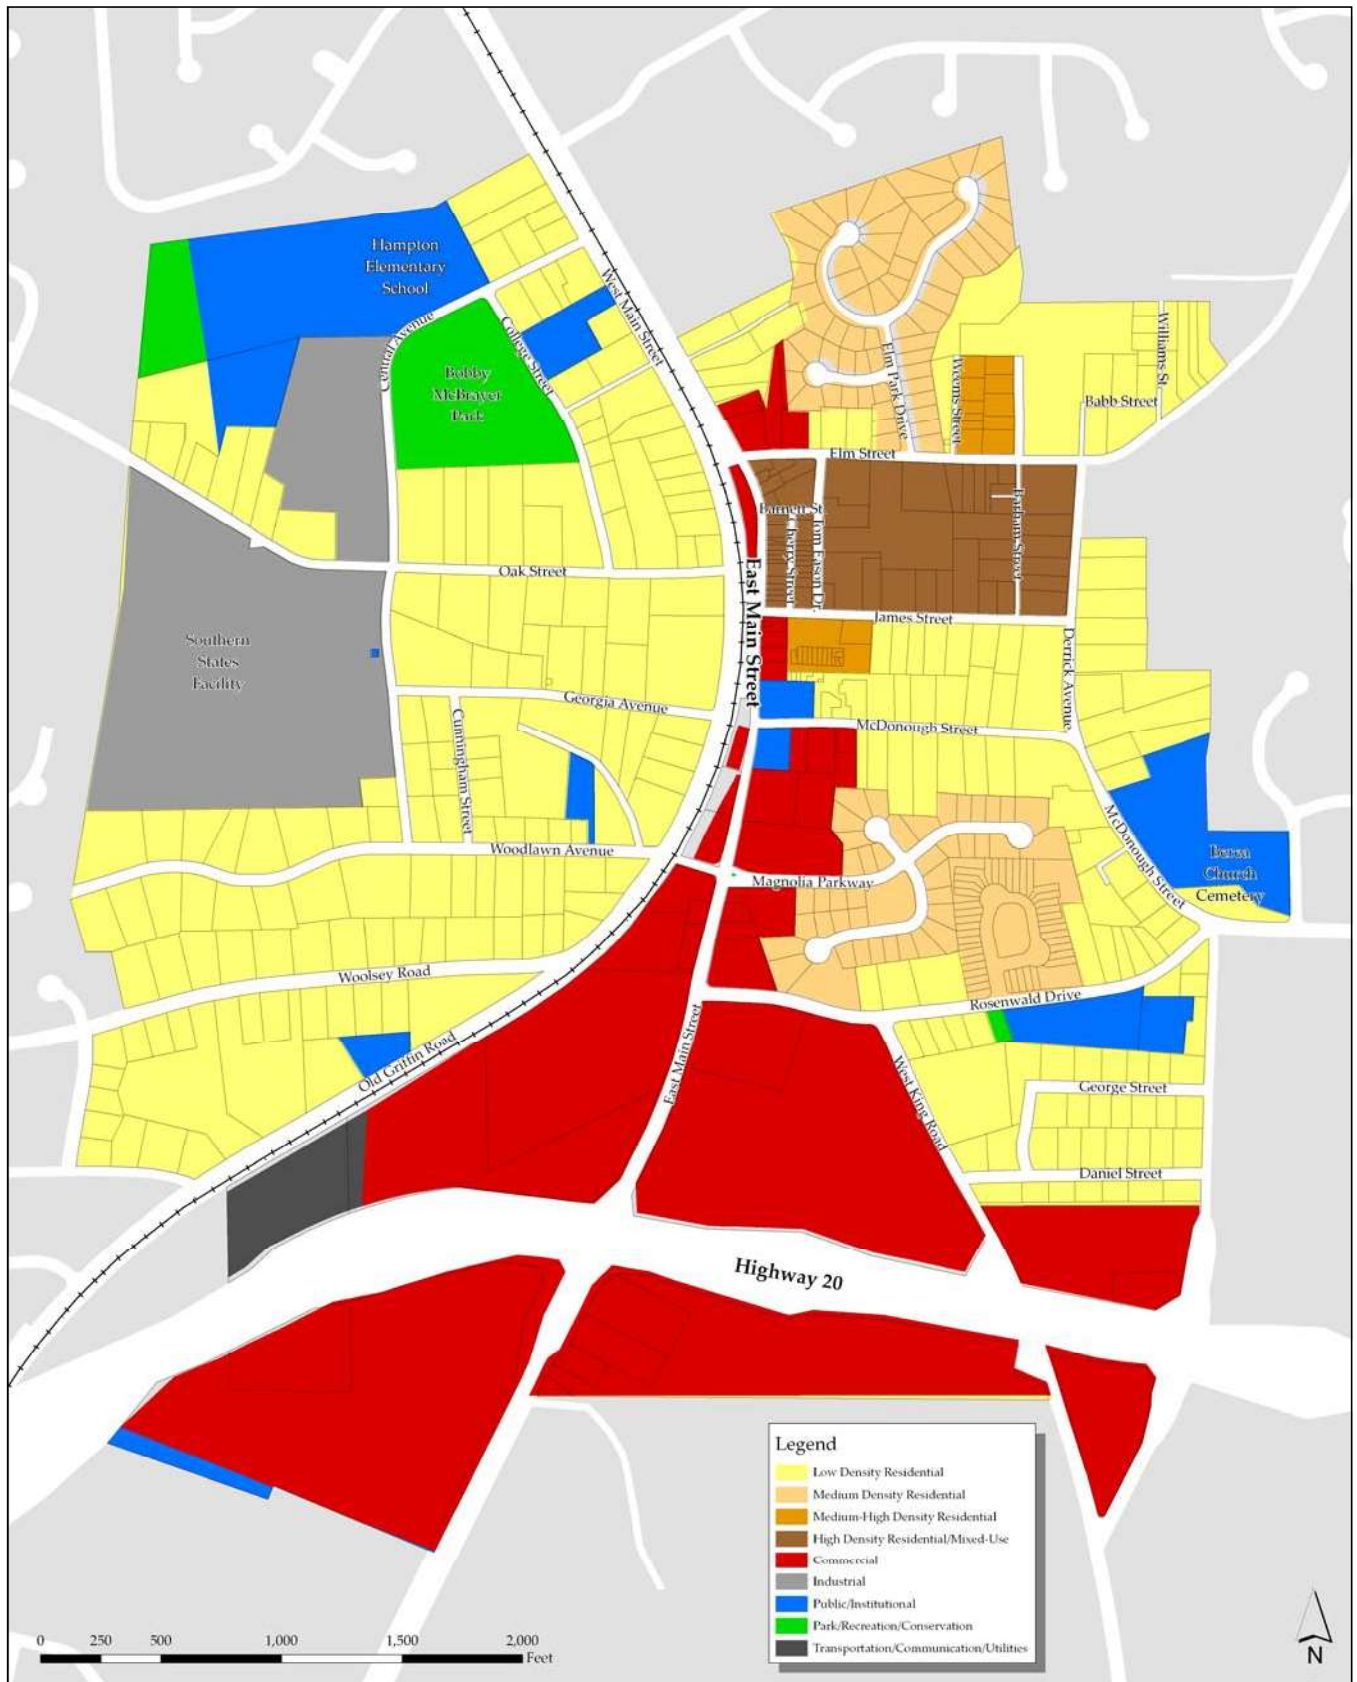 Hampton
Elementary
School
Central Avenue
College Street
West Main Street
Bobby
McBrayer
Park
Elm Park Drive
Weems Street
Williams St.
Babb Street
Elm Street
Barnett St.
Cherry Street
Tom Eason Dr.
Barham Street
East Main Street
Oak Street
James Street
Derrick Avenue
Southern
States
Facility
Georgia Avenue
Cunningham Street
McDonough Street
Woodlawn Avenue
Magnolia Parkway
McDonough Street
Berea
Church
Cemetery
Woolsey Road
Rosenwald Drive
Old Griffin Road
East Main Street
West King Road
George Street
Daniel Street
Highway 20
Legend
Low Density Residential
Medium Density Residential
Medium-High Density Residential
High Density Residential/Mixed-Use
Commercial
Industrial
Public/Institutional
Park/Recreation/Conservation
Transportation/Communication/Utilities
0 250 500 1,000 1,500 2,000
Feet
N